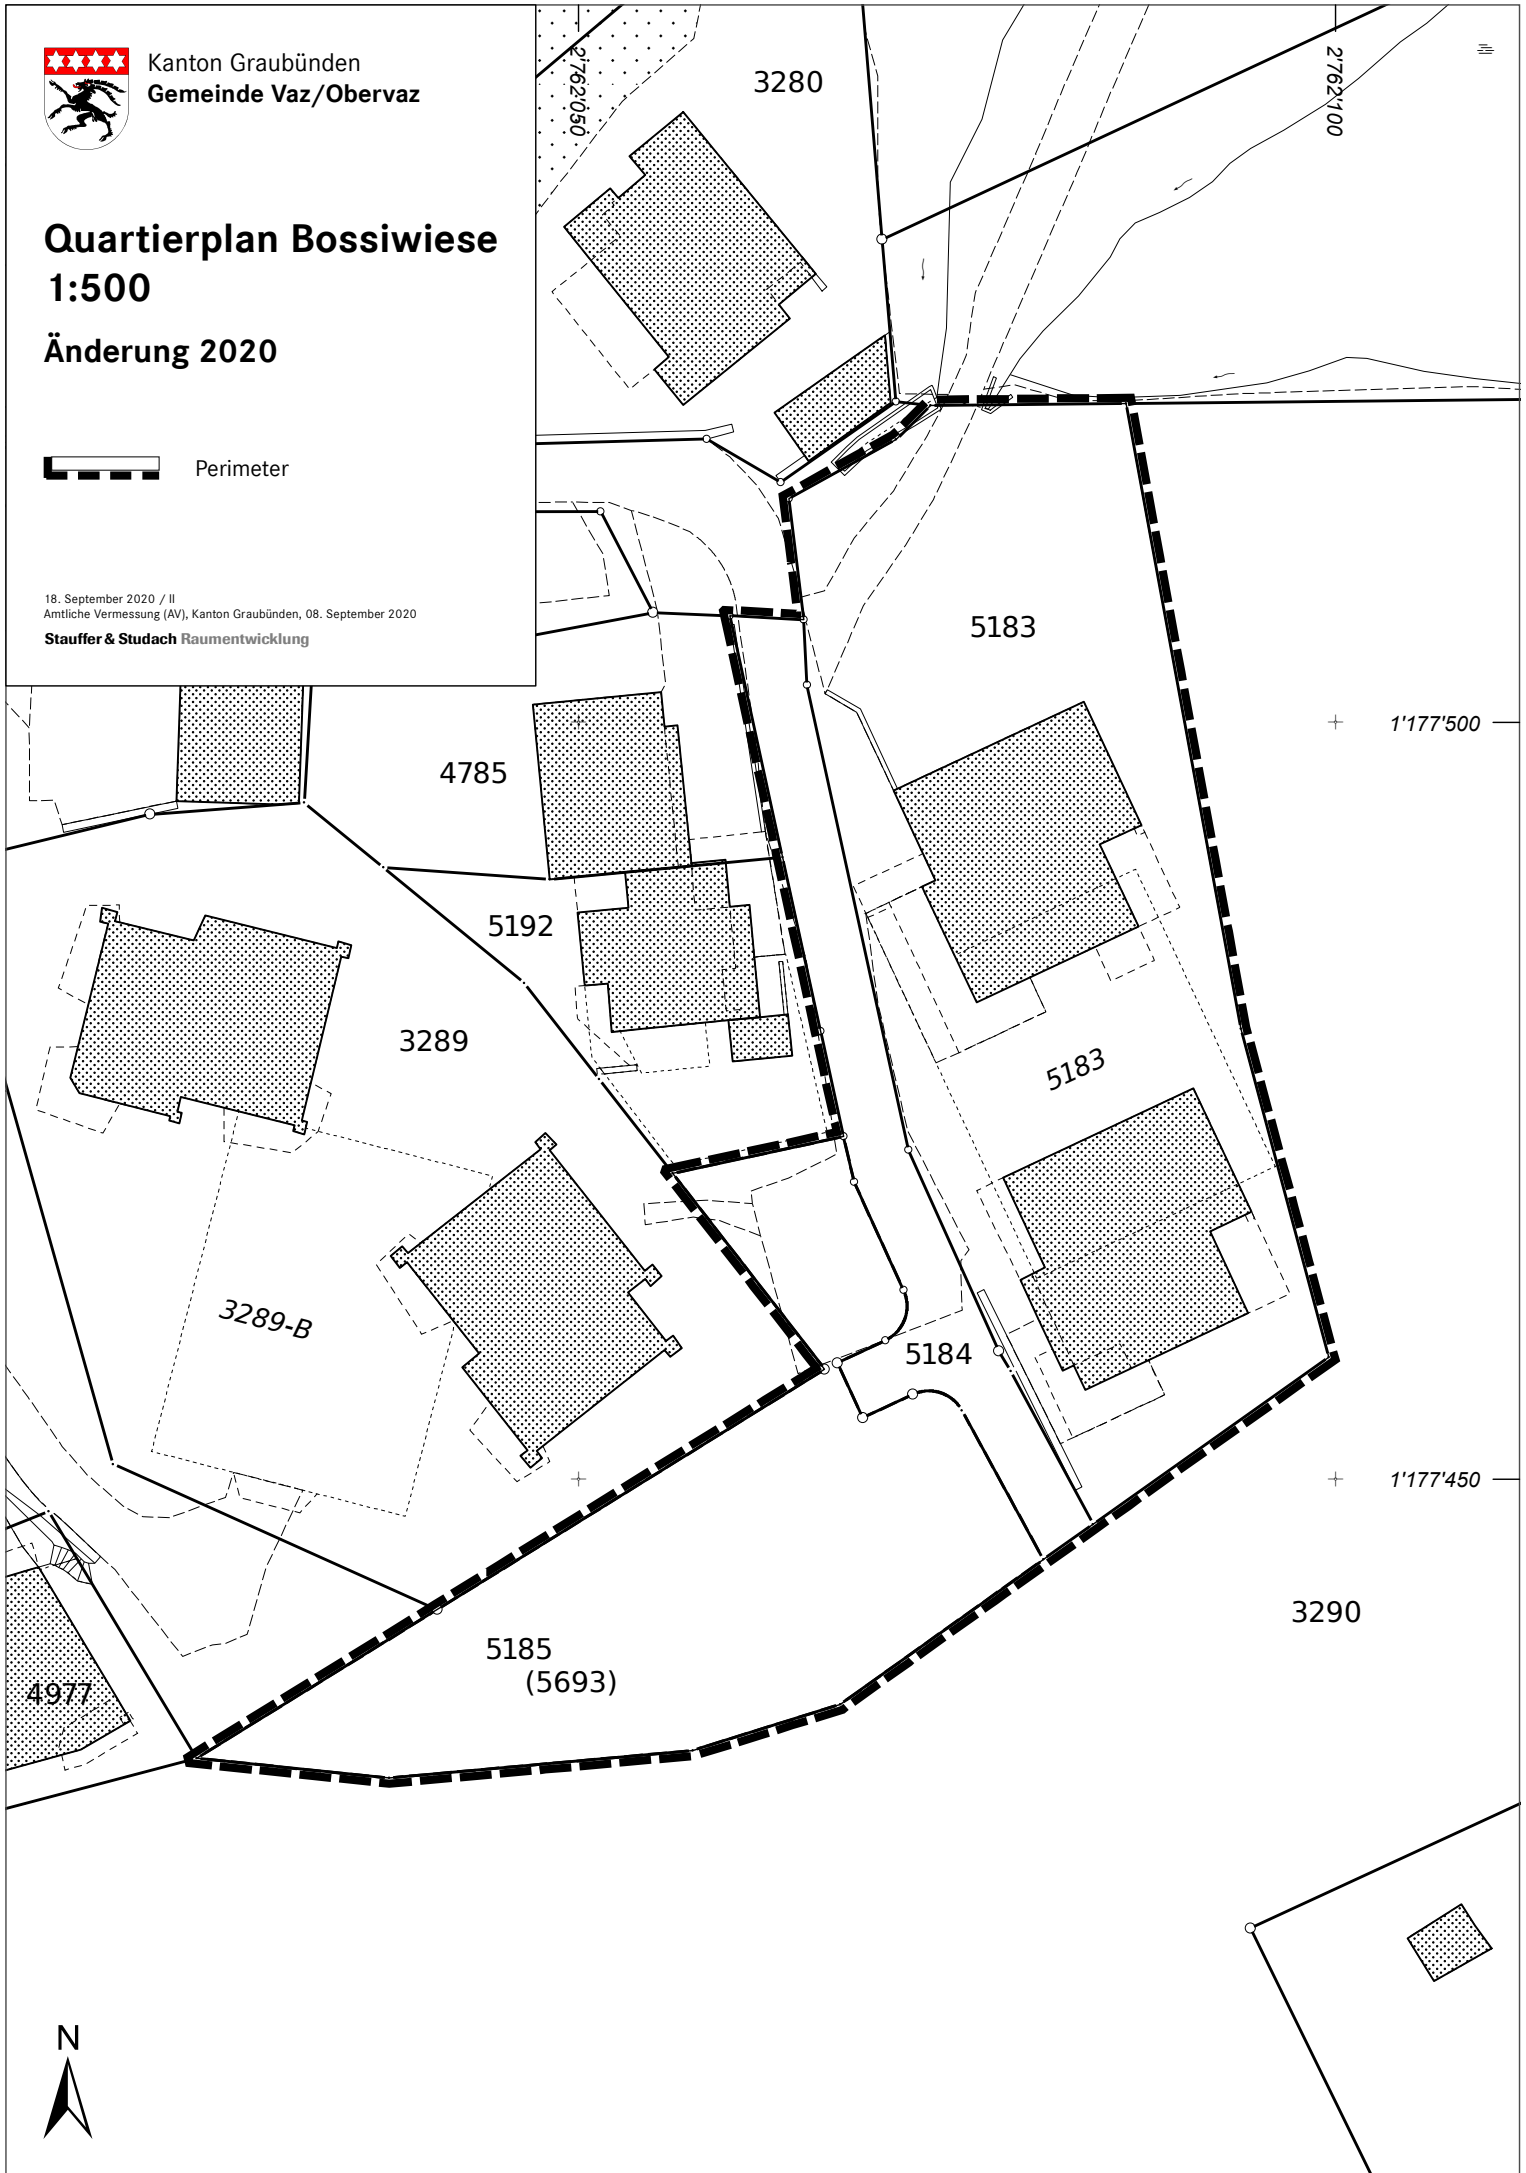 Kanton Graubünden
Gemeinde Vaz/Obervaz
Quartierplan Bossiwiese
1:500
Änderung 2020
Perimeter
18. September 2020 / II
Amtliche Vermessung (AV), Kanton Graubünden, 08. September 2020
Stauffer & Studach Raumentwicklung
2'762'050
3280
2'762'100
5183
1'177'500
4785
5192
3289
5183
3289-B
5184
1'177'450
3290
5185
(5693)
4977
N